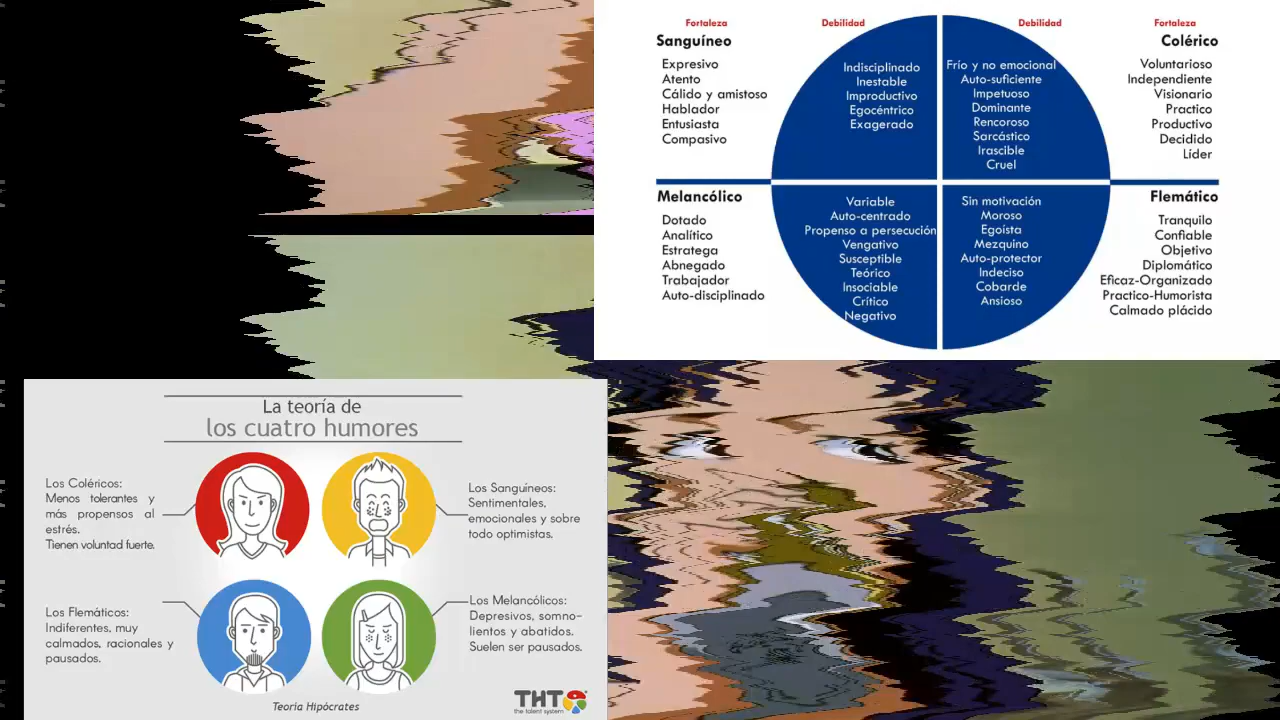 Fortaleza
Debilidad
Debilidad
Fortaleza
Sanguíneo
Expresivo
Atento
Cálido y amistoso
Hablador
Entusiasta
Compasivo
Indisciplinado
Inestable
Improductivo
Egocéntrico
Exagerado
Frío y no emocional
Auto-suficiente
Impetuoso
Dominante
Rencoroso
Sarcástico
Irascible
Cruel
Colérico
Voluntarioso
Independiente
Visionario
Practico
Productivo
Decidido
Líder
Melancólico
Dotado
Analítico
Estratega
Abnegado
Trabajador
Auto-disciplinado
Variable
Auto-centrado
Propenso a persecución
Vengativo
Susceptible
Teórico
Insociable
Crítico
Negativo
Sin motivación
Moroso
Egoísta
Mezquino
Auto-protector
Indeciso
Cobarde
Ansioso
Flemático
Tranquilo
Confiable
Objetivo
Diplomático
Eficaz-Organizado
Practico-Humorista
Calmado plácido
La teoría de
los cuatro humores
Los Coléricos:
Menos tolerantes y
más propensos al
estrés.
Tienen voluntad fuerte.
Los Sanguíneos:
Sentimentales,
emocionales y sobre
todo optimistas.
Los Flemáticos:
Indiferentes, muy
calmados, racionales y
pausados.
Los Melancólicos:
Depresivos, somno-
lientos y abatidos.
Suelen ser pausados.
Teoría Hipócrates
THT
the talent system